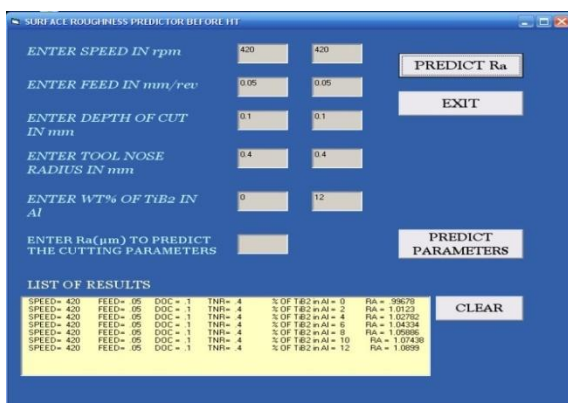 SURFACE ROUGHNESS PREDICTOR BEFORE HT
ENTER SPEED IN rpm 420 420
PREDICT Ra
ENTER FEED IN mm/rev 0.05 0.05
EXIT
ENTER DEPTH OF CUT IN mm 0.1 0.1
ENTER TOOL NOSE RADIUS IN mm 0.4 0.4
ENTER WT% OF TiB2 IN Al 0 12
ENTER Ra(µm) TO PREDICT THE CUTTING PARAMETERS
PREDICT PARAMETERS
LIST OF RESULTS
SPEED= 420 FEED= .05 DOC = .1 TNR= .4 % OF TiB2 in Al = 0 RA = .99678
SPEED= 420 FEED= .05 DOC = .1 TNR= .4 % OF TiB2 in Al = 2 RA = 1.0123
SPEED= 420 FEED= .05 DOC = .1 TNR= .4 % OF TiB2 in Al = 4 RA = 1.02782
SPEED= 420 FEED= .05 DOC = .1 TNR= .4 % OF TiB2 in Al = 6 RA = 1.04334
SPEED= 420 FEED= .05 DOC = .1 TNR= .4 % OF TiB2 in Al = 8 RA = 1.05886
SPEED= 420 FEED= .05 DOC = .1 TNR= .4 % OF TiB2 in Al = 10 RA = 1.07438
SPEED= 420 FEED= .05 DOC = .1 TNR= .4 % OF TiB2 in Al = 12 RA = 1.0899
CLEAR